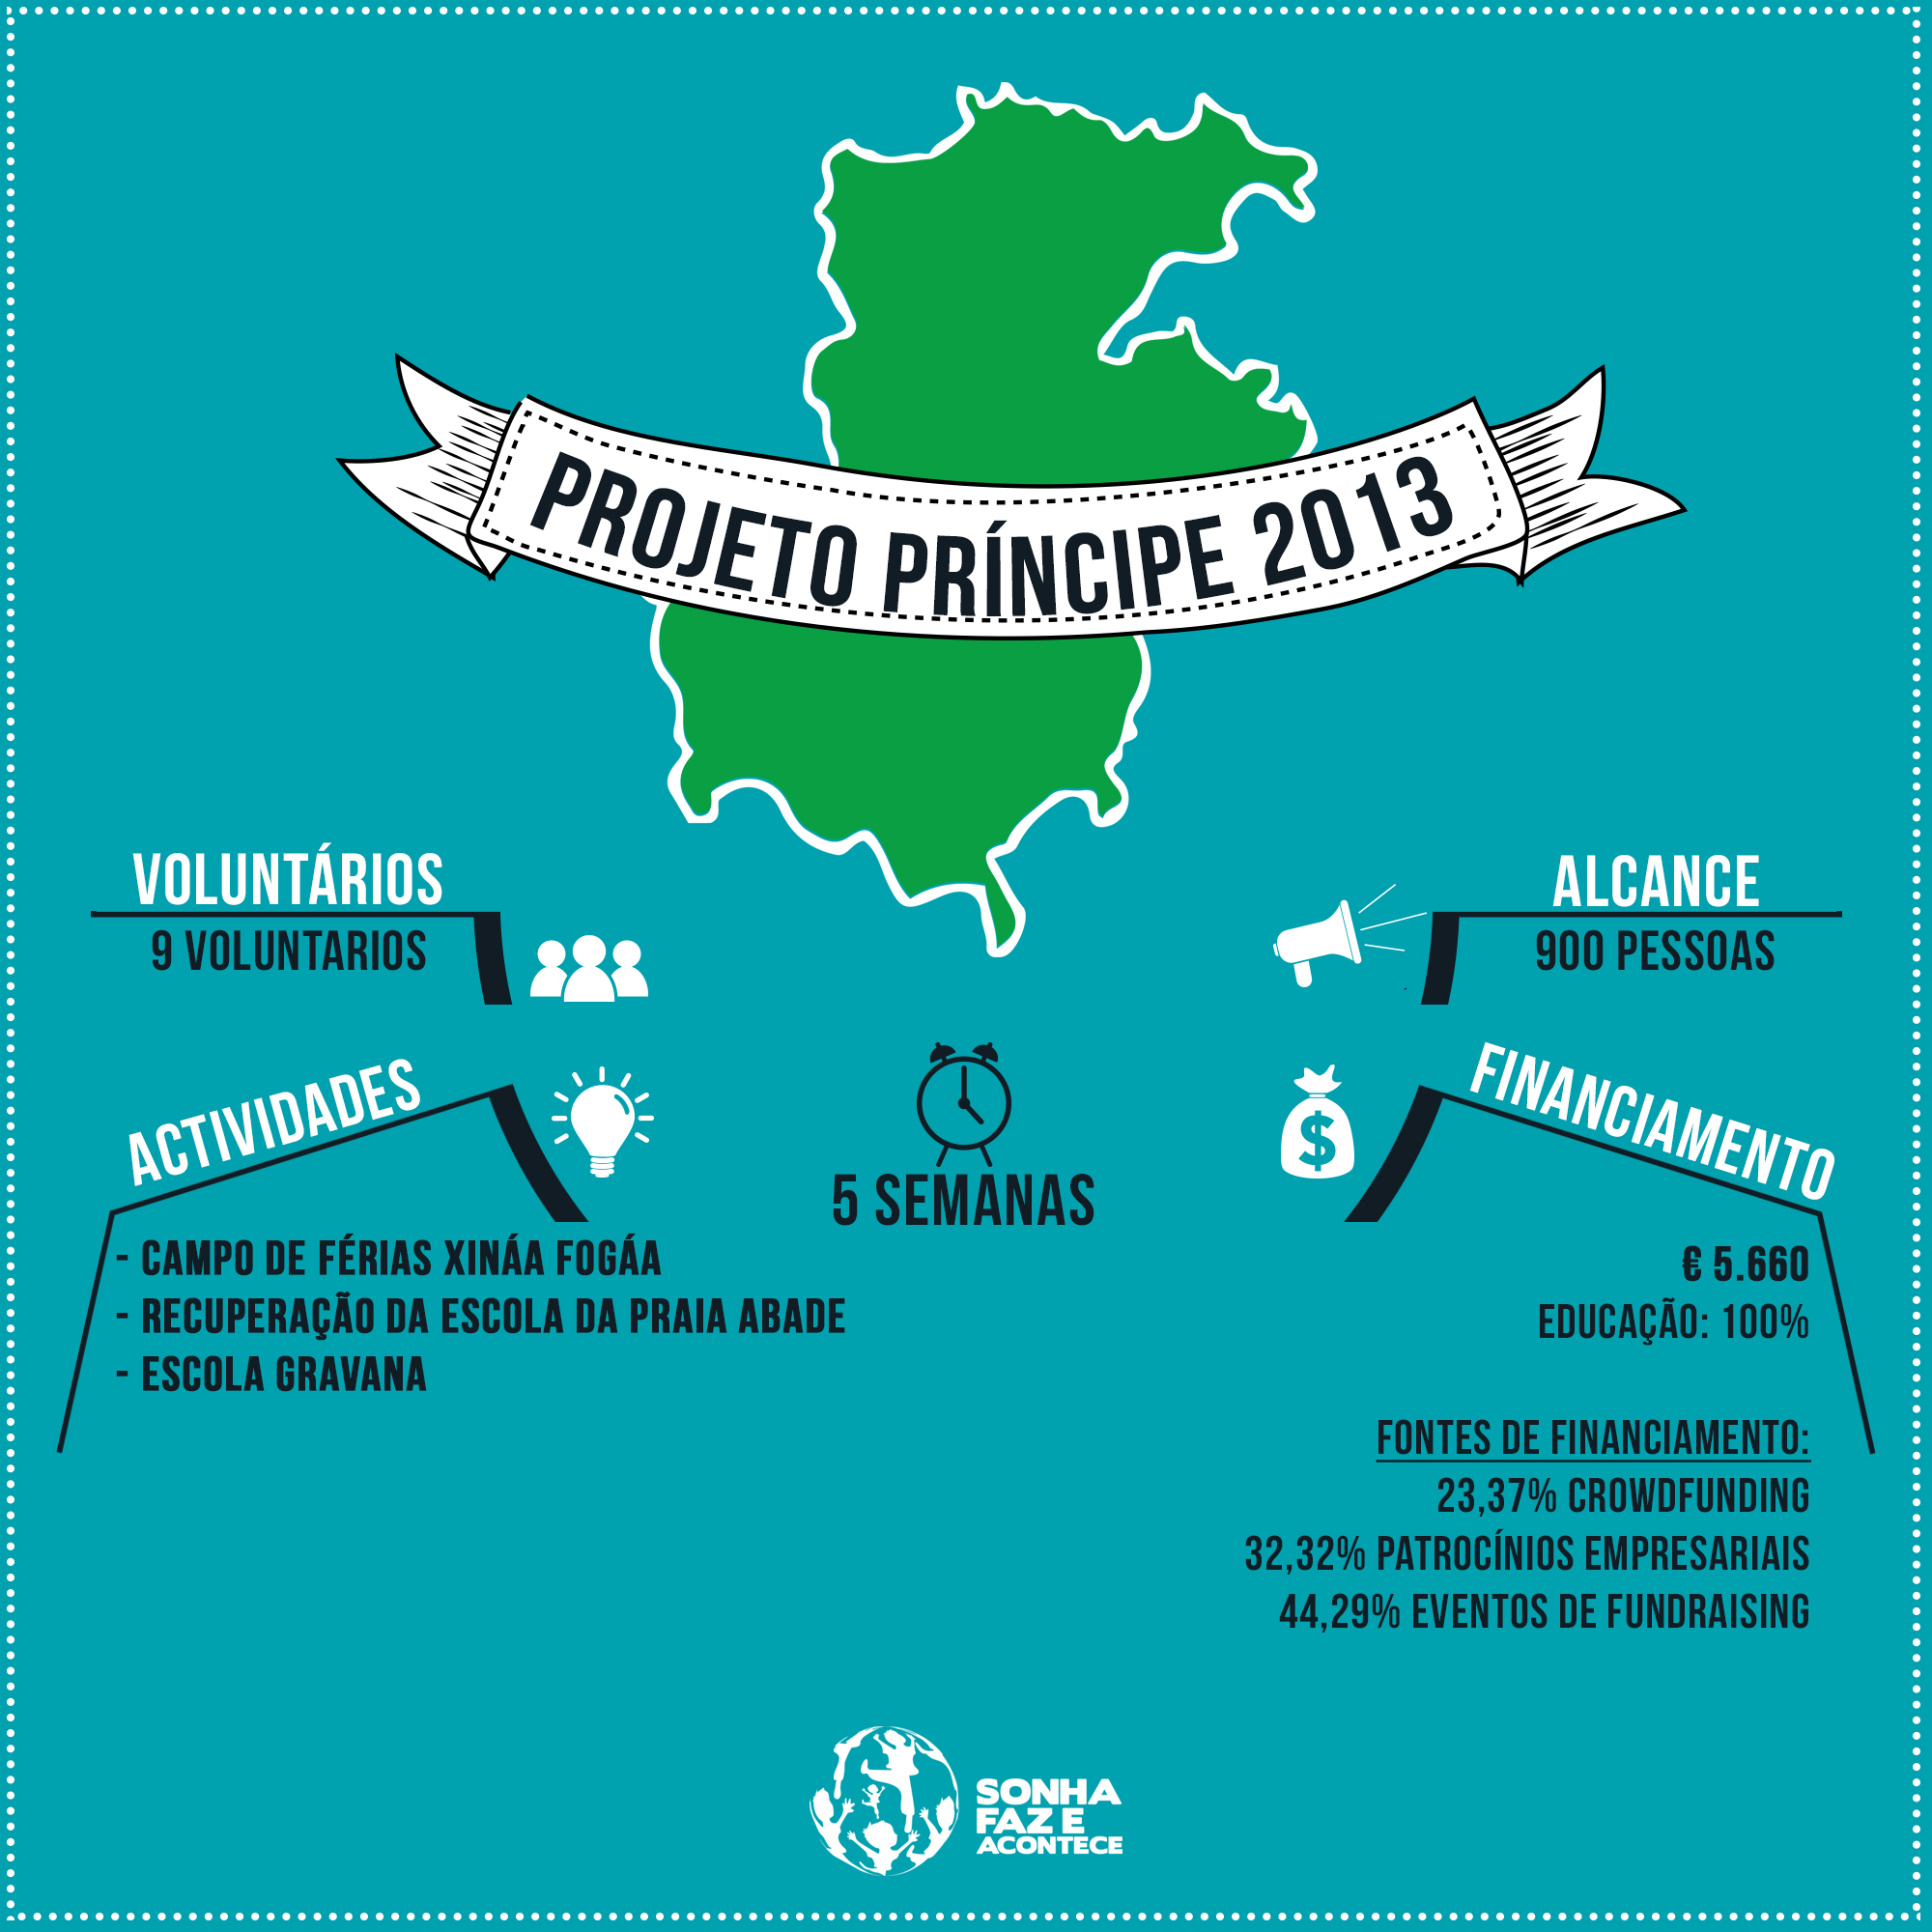 PROJETO PRÍNCIPE 2013
VOLUNTÁRIOS
9 VOLUNTARIOS
ALCANCE
900 PESSOAS
ACTIVIDADES
- CAMPO DE FÉRIAS XINÁA FOGÁA
- RECUPERAÇÃO DA ESCOLA DA PRAIA ABADE
- ESCOLA GRAVANA
5 SEMANAS
$
FINANCIAMENTO
€ 5.660
EDUCAÇÃO: 100%
FONTES DE FINANCIAMENTO:
23,37% CROWDFUNDING
32,32% PATROCÍNIOS EMPRESARIAIS
44,29% EVENTOS DE FUNDRAISING
SONHA
FAZ E
ACONTECE